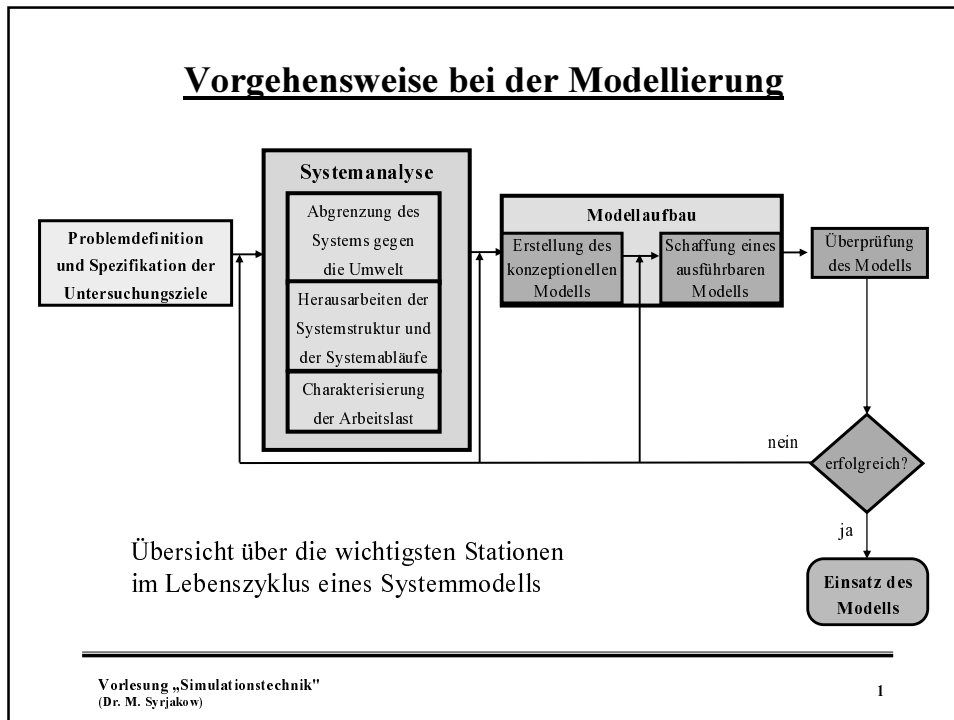 Vorgehensweise bei der Modellierung
Problemdefinition
und Spezifikation der
Untersuchungsziele
Systemanalyse
Abgrenzung des
Systems gegen
die Umwelt
Herausarbeiten der
Systemstruktur und
der Systemabläufe
Charakterisierung
der Arbeitslast
Modellaufbau
Erstellung des
konzeptionellen
Modells
Schaffung eines
ausführbaren
Modells
Überprüfung
des Modells
nein
erfolgreich?
ja
Einsatz des
Modells
Übersicht über die wichtigsten Stationen
im Lebenszyklus eines Systemmodells
Vorlesung „Simulationstechnik"
(Dr. M. Syrjakow)
1